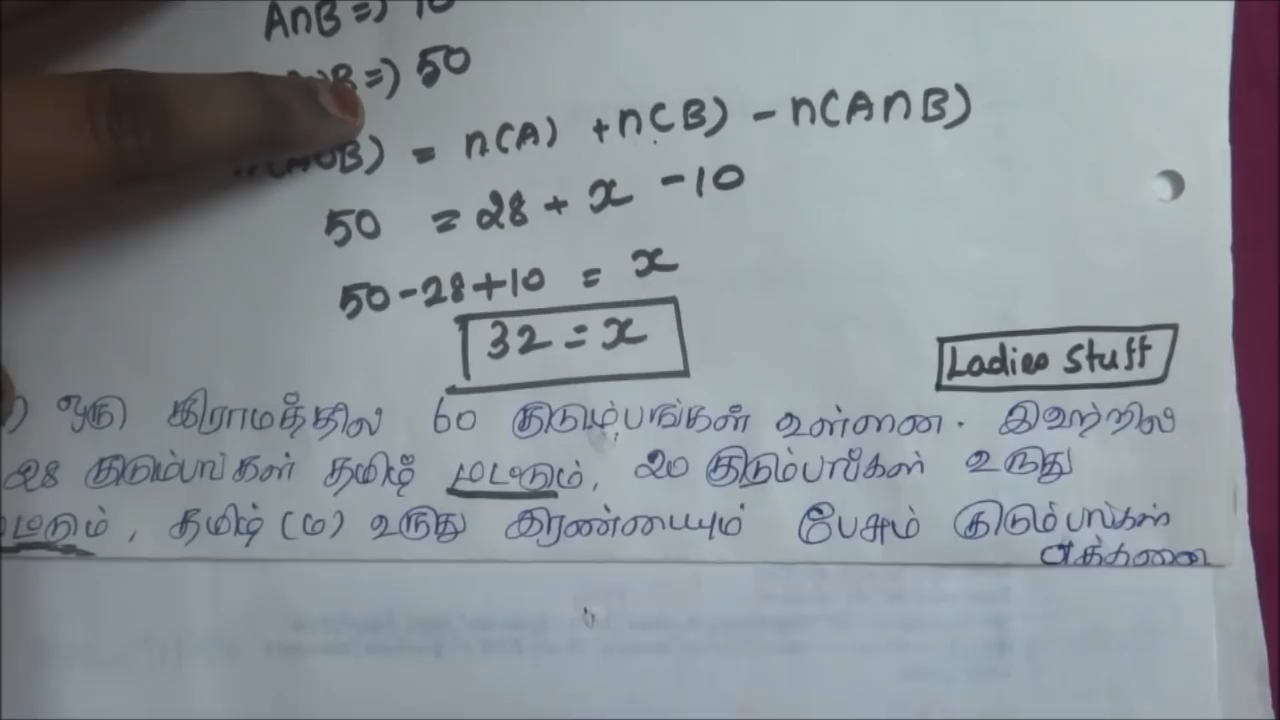 A∩B ⇒ 10
B ⇒ 50
∪B) = n(A) + n(B) - n(A∩B)
50 = 28 + x - 10
50 - 28 + 10 = x
32 = x
Ladies Stuff
) ஒரு கிராமத்தில் 60 குடும்பங்கள் உள்ளன. இவற்றில்
28 குடும்பங்கள் தமிழ் மட்டும், 20 குடும்பங்கள் உருது
மட்டும், தமிழ் (ம) உருது இரண்டையும் பேசும் குடும்பங்கள்
எத்தனை